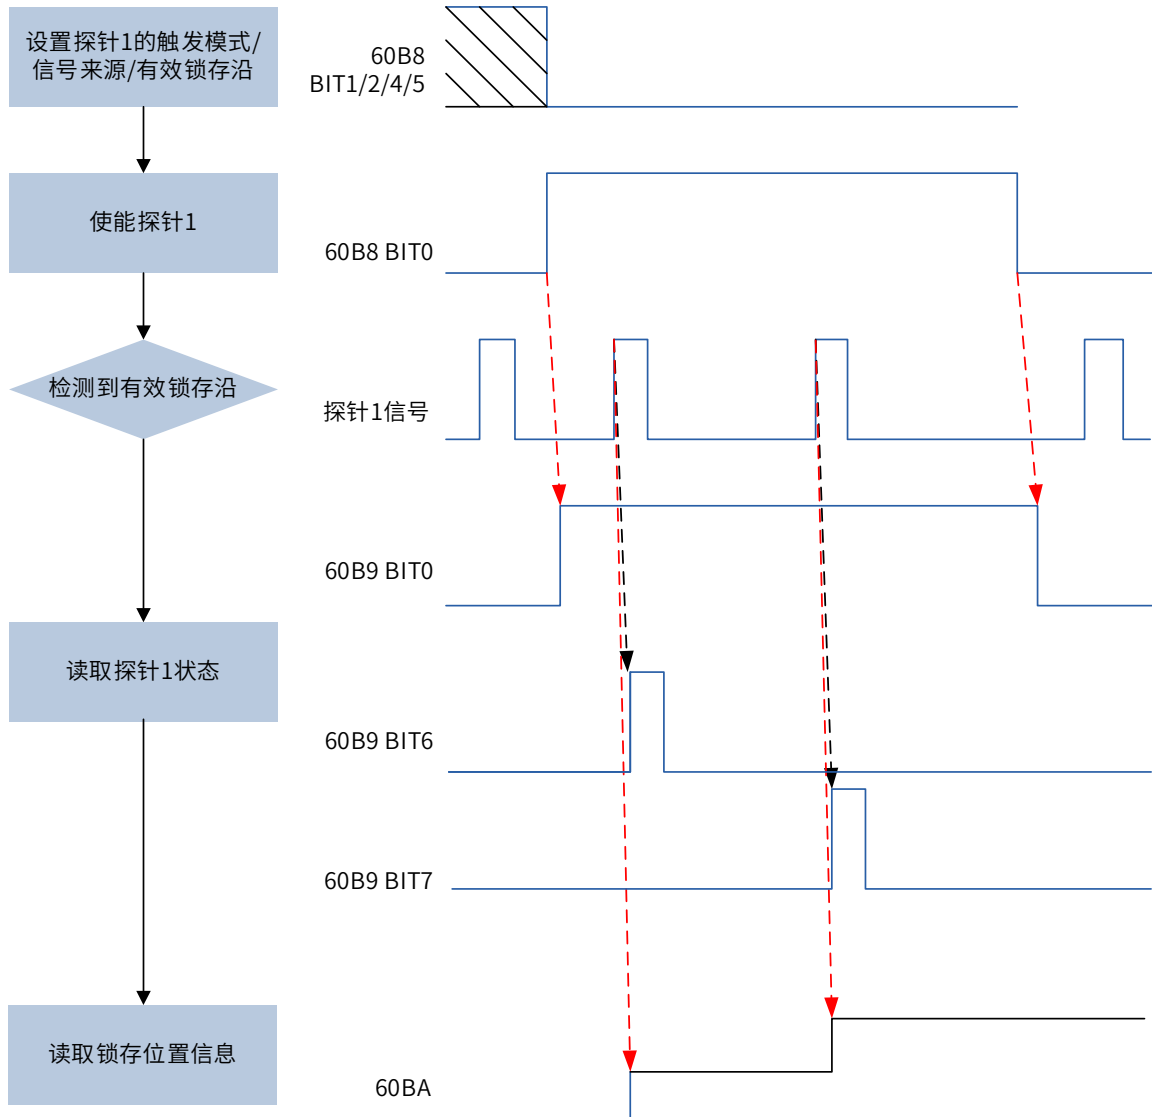 设置探针1的触发模式/
信号来源/有效锁存沿
使能探针1
检测到有效锁存沿
读取探针1状态
读取锁存位置信息
60B8
BIT1/2/4/5
60B8 BIT0
探针1信号
60B9 BIT0
60B9 BIT6
60B9 BIT7
60BA